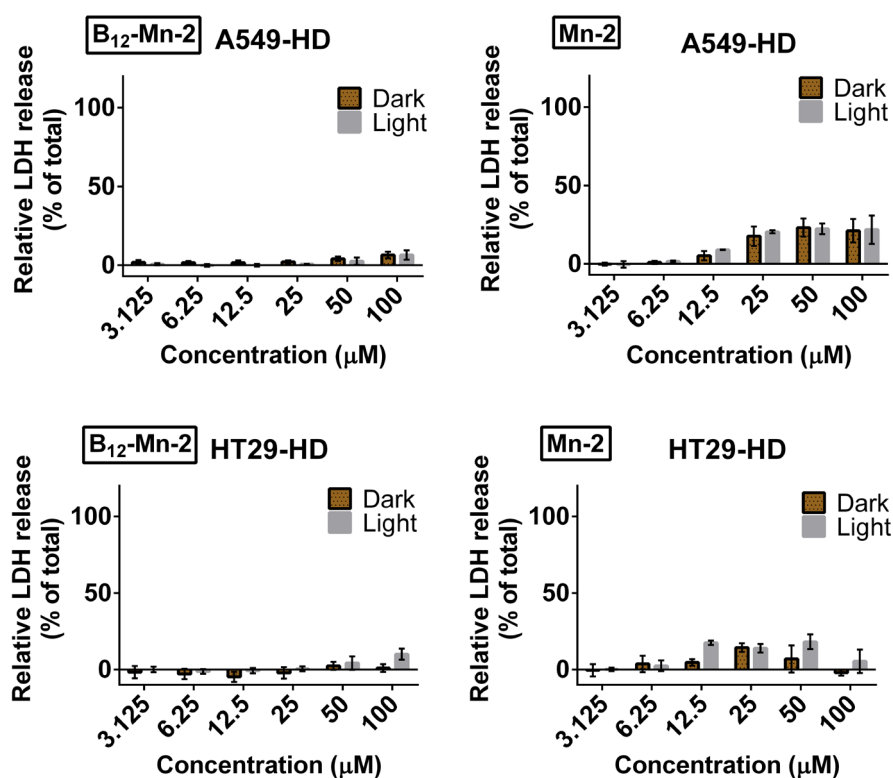 B₁₂-Mn-2 A549-HD
Relative LDH release
(% of total)
100
50
0
Dark
Light
3.125 6.25 12.5 25 50 100
Concentration (μM)
Mn-2 A549-HD
Relative LDH release
(% of total)
100
50
0
Dark
Light
3.125 6.25 12.5 25 50 100
Concentration (μM)
B₁₂-Mn-2 HT29-HD
Relative LDH release
(% of total)
100
50
0
Dark
Light
3.125 6.25 12.5 25 50 100
Concentration (μM)
Mn-2 HT29-HD
Relative LDH release
(% of total)
100
50
0
Dark
Light
3.125 6.25 12.5 25 50 100
Concentration (μM)